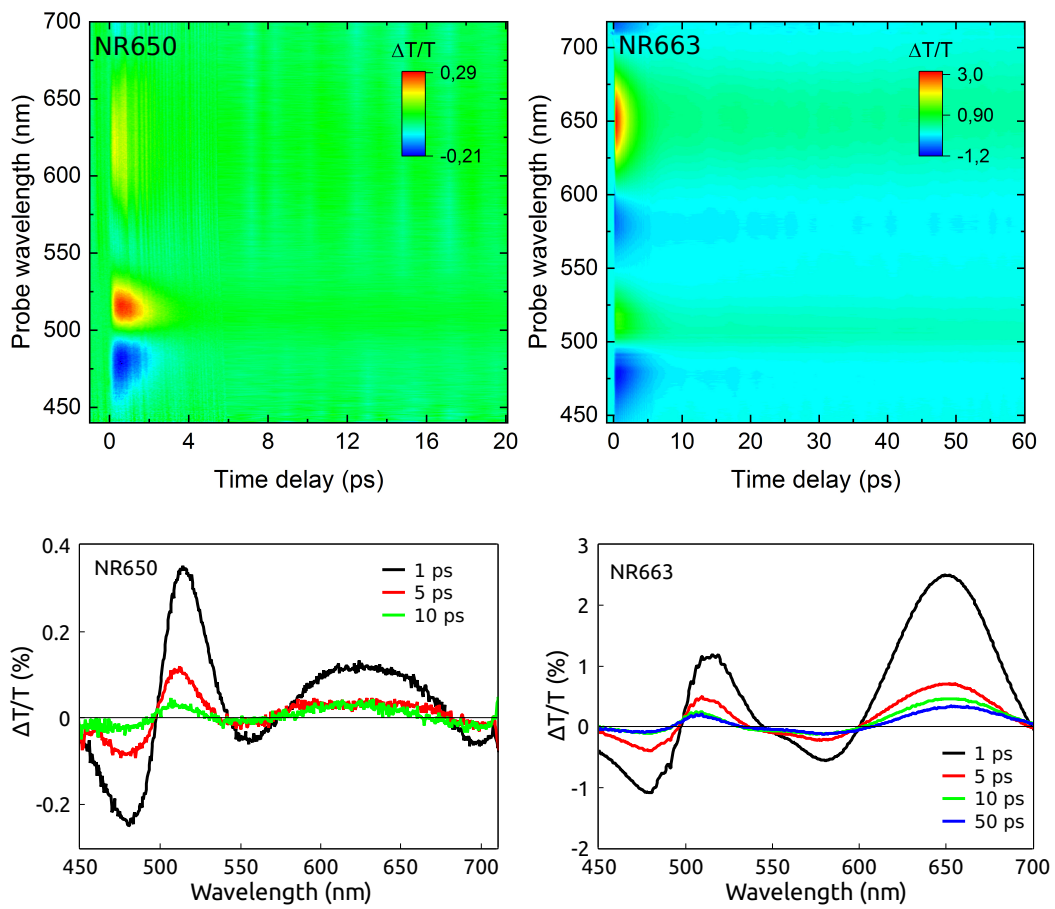 NR650
ΔT/T
0,29
-0,21
700
650
600
550
500
450
Probe wavelength (nm)
0
4
8
12
16
20
Time delay (ps)
NR663
ΔT/T
3,0
0,90
-1,2
700
650
600
550
500
450
Probe wavelength (nm)
0
10
20
30
40
50
60
Time delay (ps)
NR650
1 ps
5 ps
10 ps
0.4
0.2
0
-0.2
ΔT/T (%)
450
500
550
600
650
700
Wavelength (nm)
NR663
1 ps
5 ps
10 ps
50 ps
3
2
1
0
-1
-2
ΔT/T (%)
450
500
550
600
650
700
Wavelength (nm)